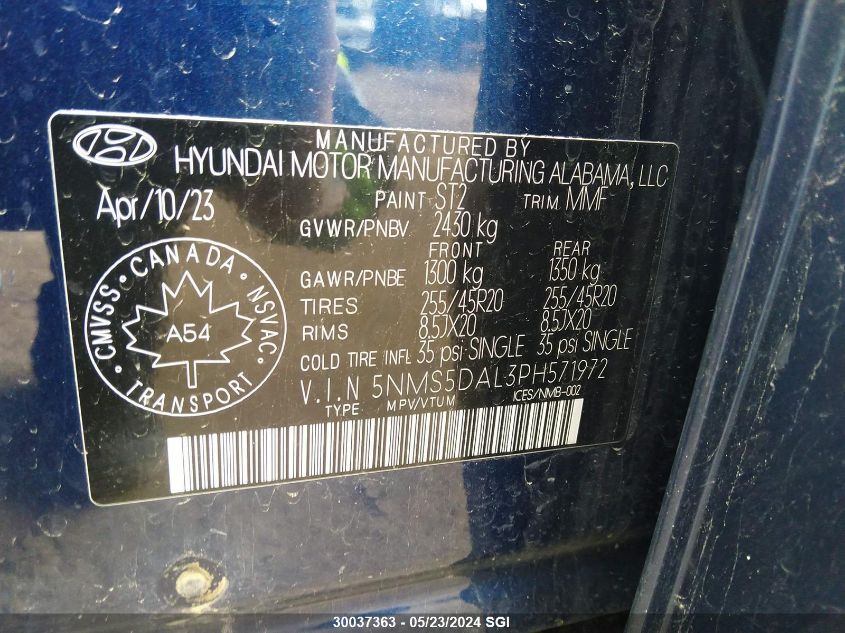 MANUFACTURED BY
HYUNDAI MOTOR MANUFACTURING ALABAMA, LLC
Apr/10/23 PAINT ST2 TRIM MMF
GVWR/PNBV 2430 kg
FRONT REAR
GAWR/PNBE 1300 kg 1350 kg
TIRES 255/45R20 255/45R20
RIMS 8.5JX20 8.5JX20
COLD TIRE INFL 35 psi SINGLE 35 psi SINGLE
V.I.N 5NMS5DAL3PH571972
TYPE MPV/VTUM ICES/NMB-002
CMVSS • CANADA • NSVAC • TRANSPORT •
A54
30037363 - 05/23/2024 SGI